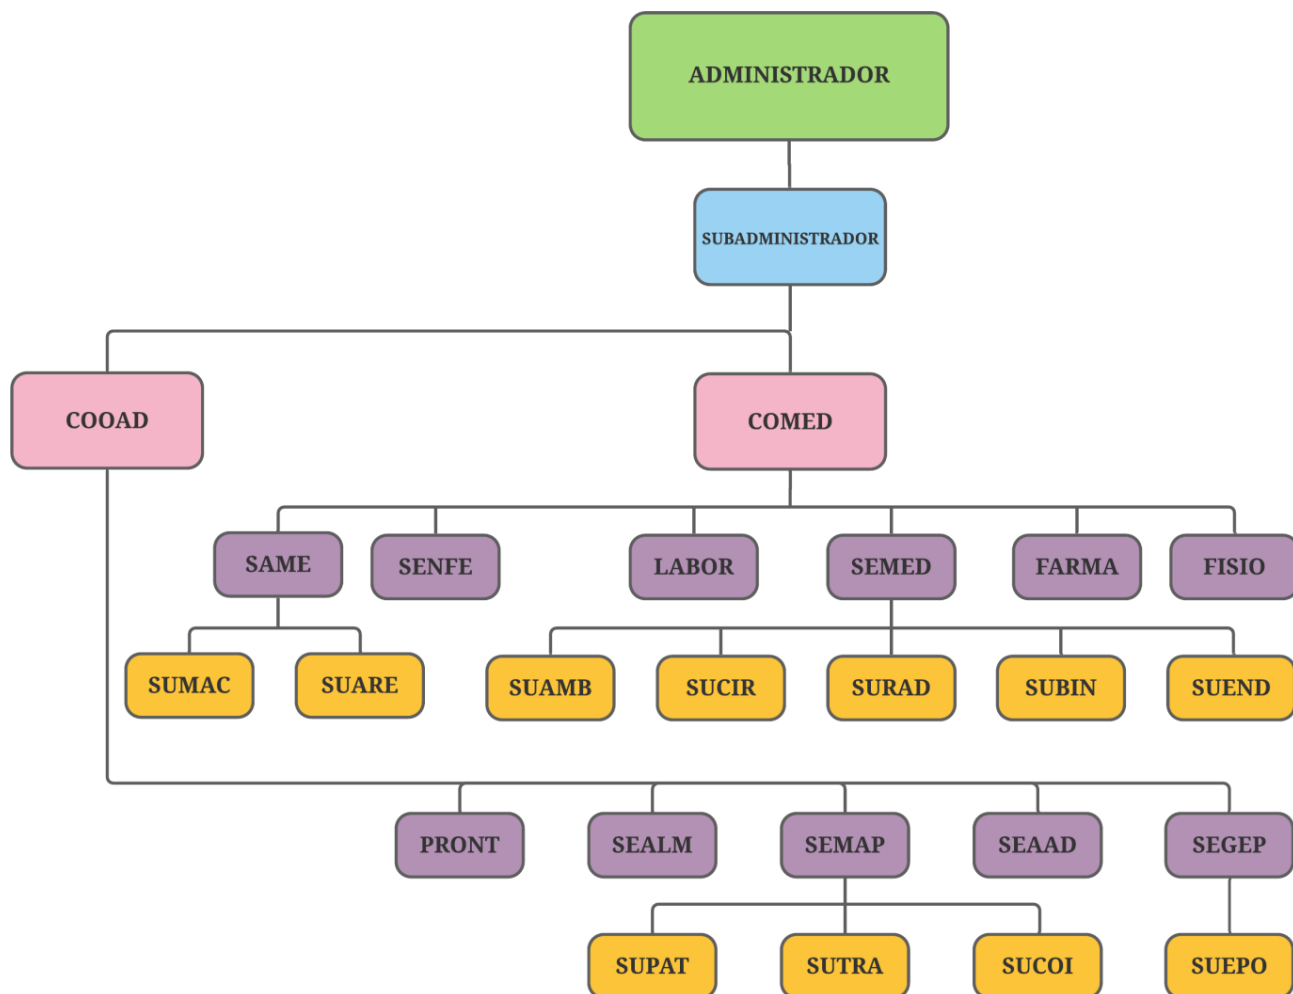 ADMINISTRADOR
SUBADMINISTRADOR
COOAD
COMED
SAME
SENFE
LABOR
SEMED
FARMA
FISIO
SUMAC
SUARE
SUAMB
SUCIR
SURAD
SUBIN
SUEND
PRONT
SEALM
SEMAP
SEAAD
SEGEP
SUPAT
SUTRA
SUCOI
SUEPO